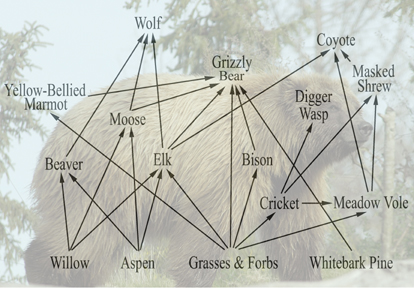 Wolf
Coyote
Grizzly
Bear
Masked
Shrew
Yellow-Bellied
Marmot
Digger
Wasp
Moose
Beaver
Elk
Bison
Cricket
Meadow Vole
Willow
Aspen
Grasses & Forbs
Whitebark Pine